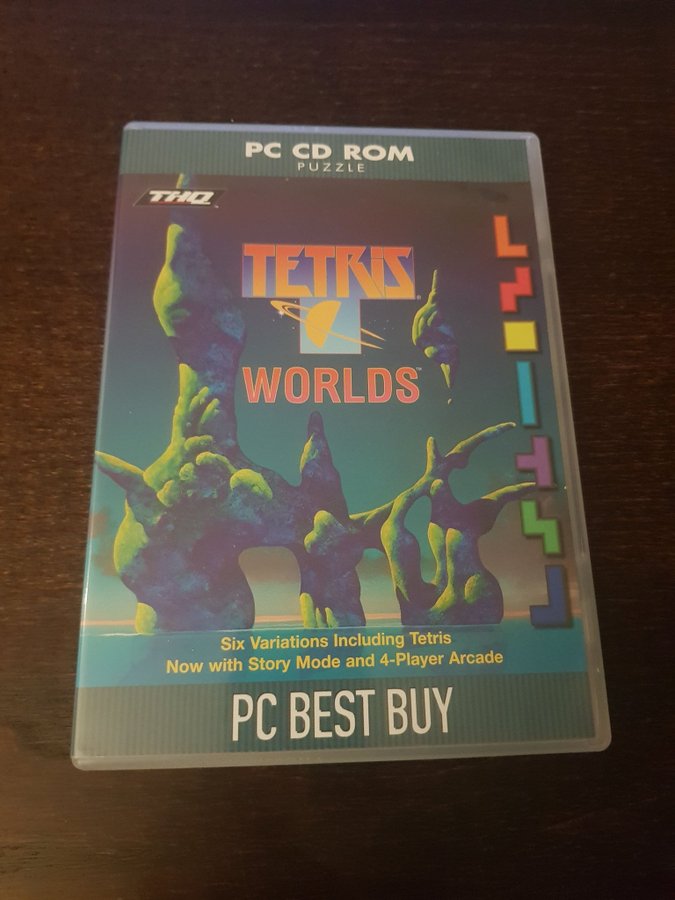 PC CD ROM
PUZZLE
THQ
TETRIS®
WORLDS™
Six Variations Including Tetris
Now with Story Mode and 4-Player Arcade
PC BEST BUY